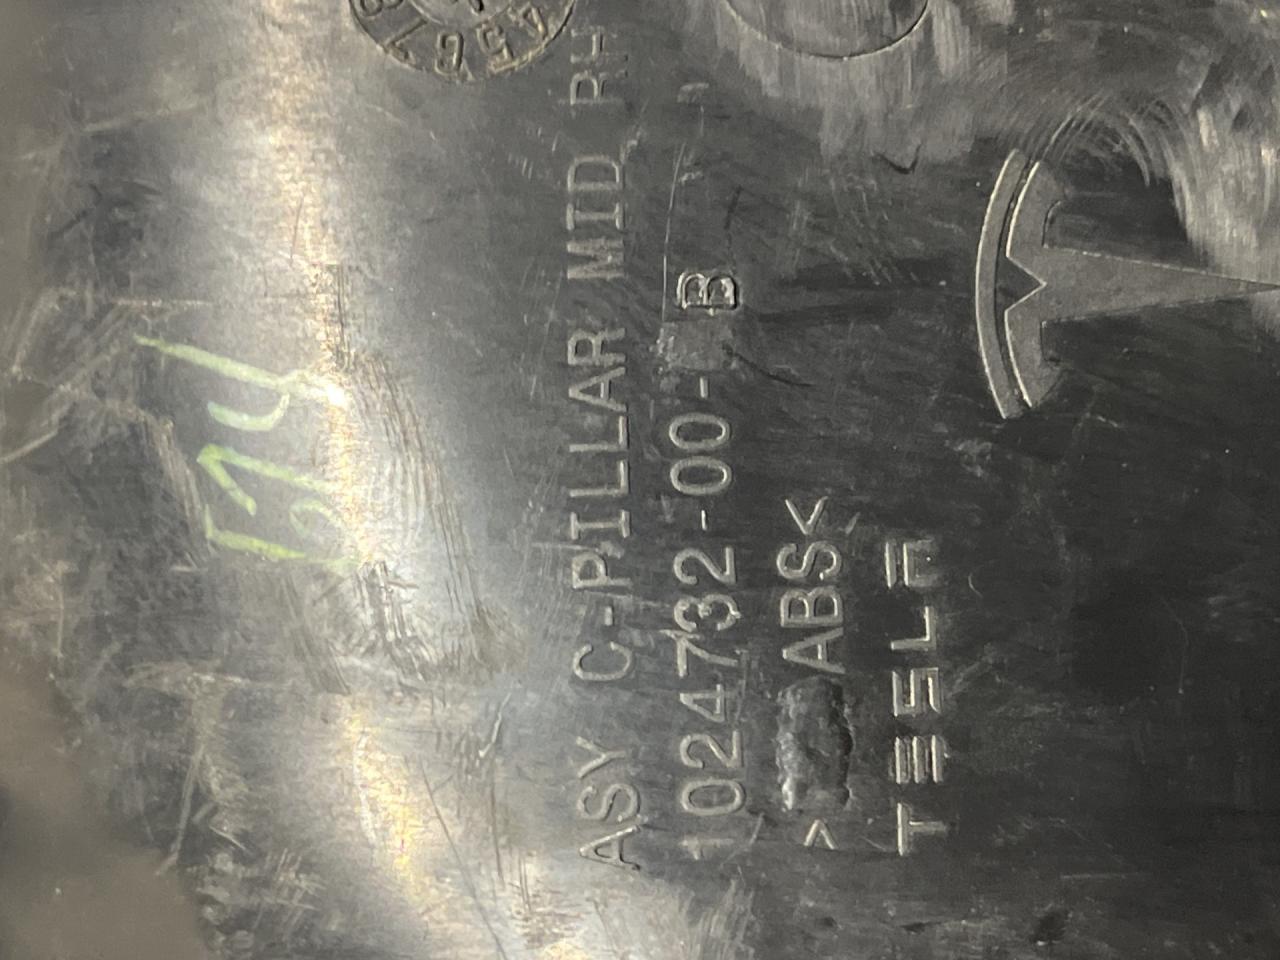 ASY C-PILLAR MID, RH
1024732-00-B
> ABS<
TESLA